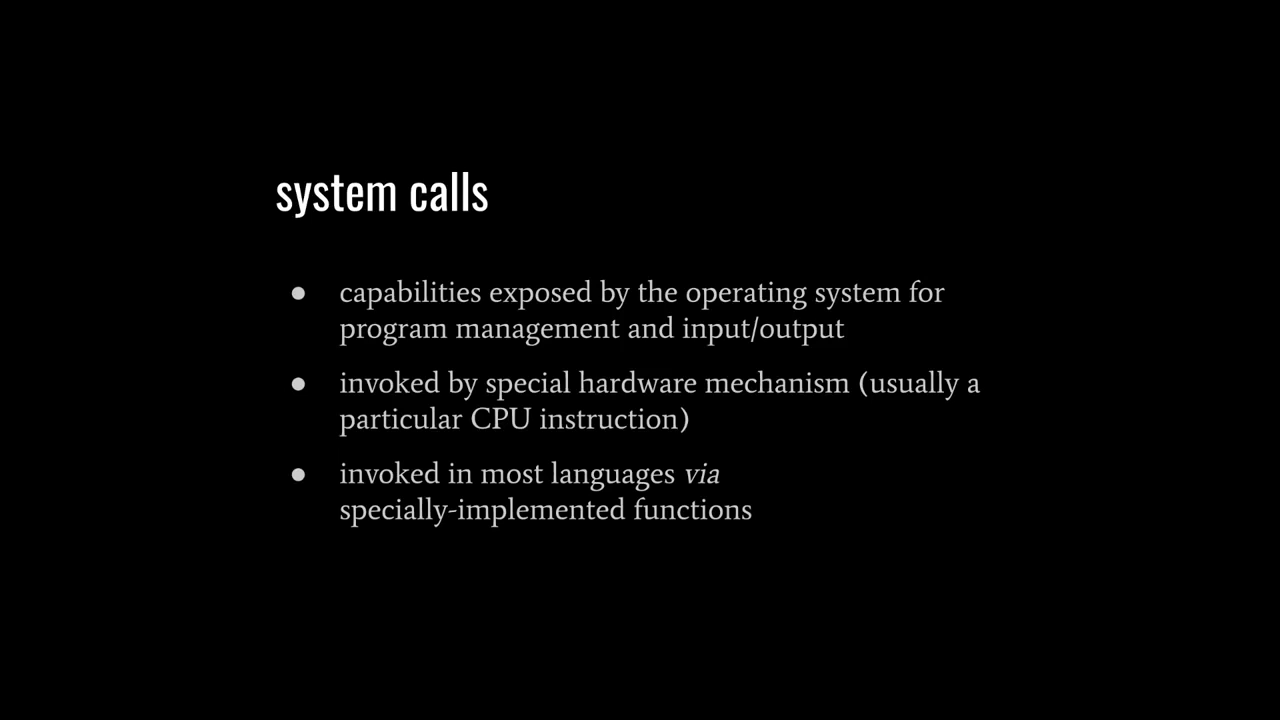 system calls
● capabilities exposed by the operating system for
program management and input/output
● invoked by special hardware mechanism (usually a
particular CPU instruction)
● invoked in most languages via
specially-implemented functions